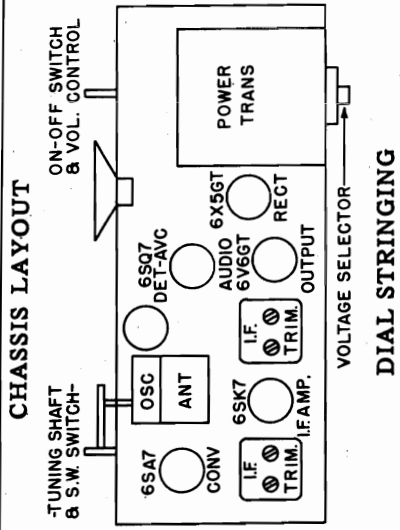 CHASSIS LAYOUT
-TUNING SHAFT
& S.W. SWITCH-
ON-OFF SWITCH
& VOL. CONTROL
OSC
ANT
6SA7
CONV
6SQ7
DET-AVC
POWER
TRANS
6X5GT
RECT
AUDIO
6V6GT
OUTPUT
6SK7
I.F. AMP.
I.F.
TRIM.
I.F.
TRIM.
VOLTAGE SELECTOR
DIAL STRINGING